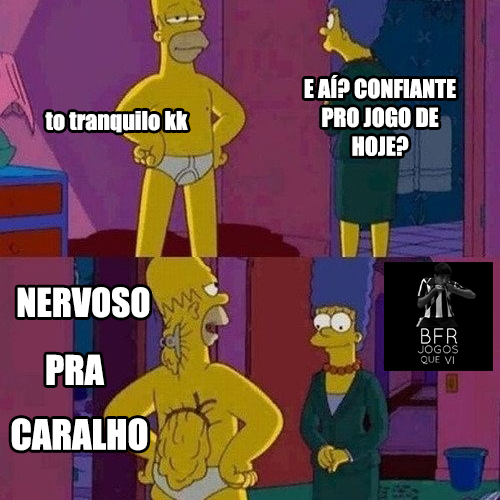 E AÍ? CONFIANTE
PRO JOGO DE
HOJE?
to tranquilo kk
NERVOSO
PRA
CARALHO
BFR
JOGOS
QUE VI